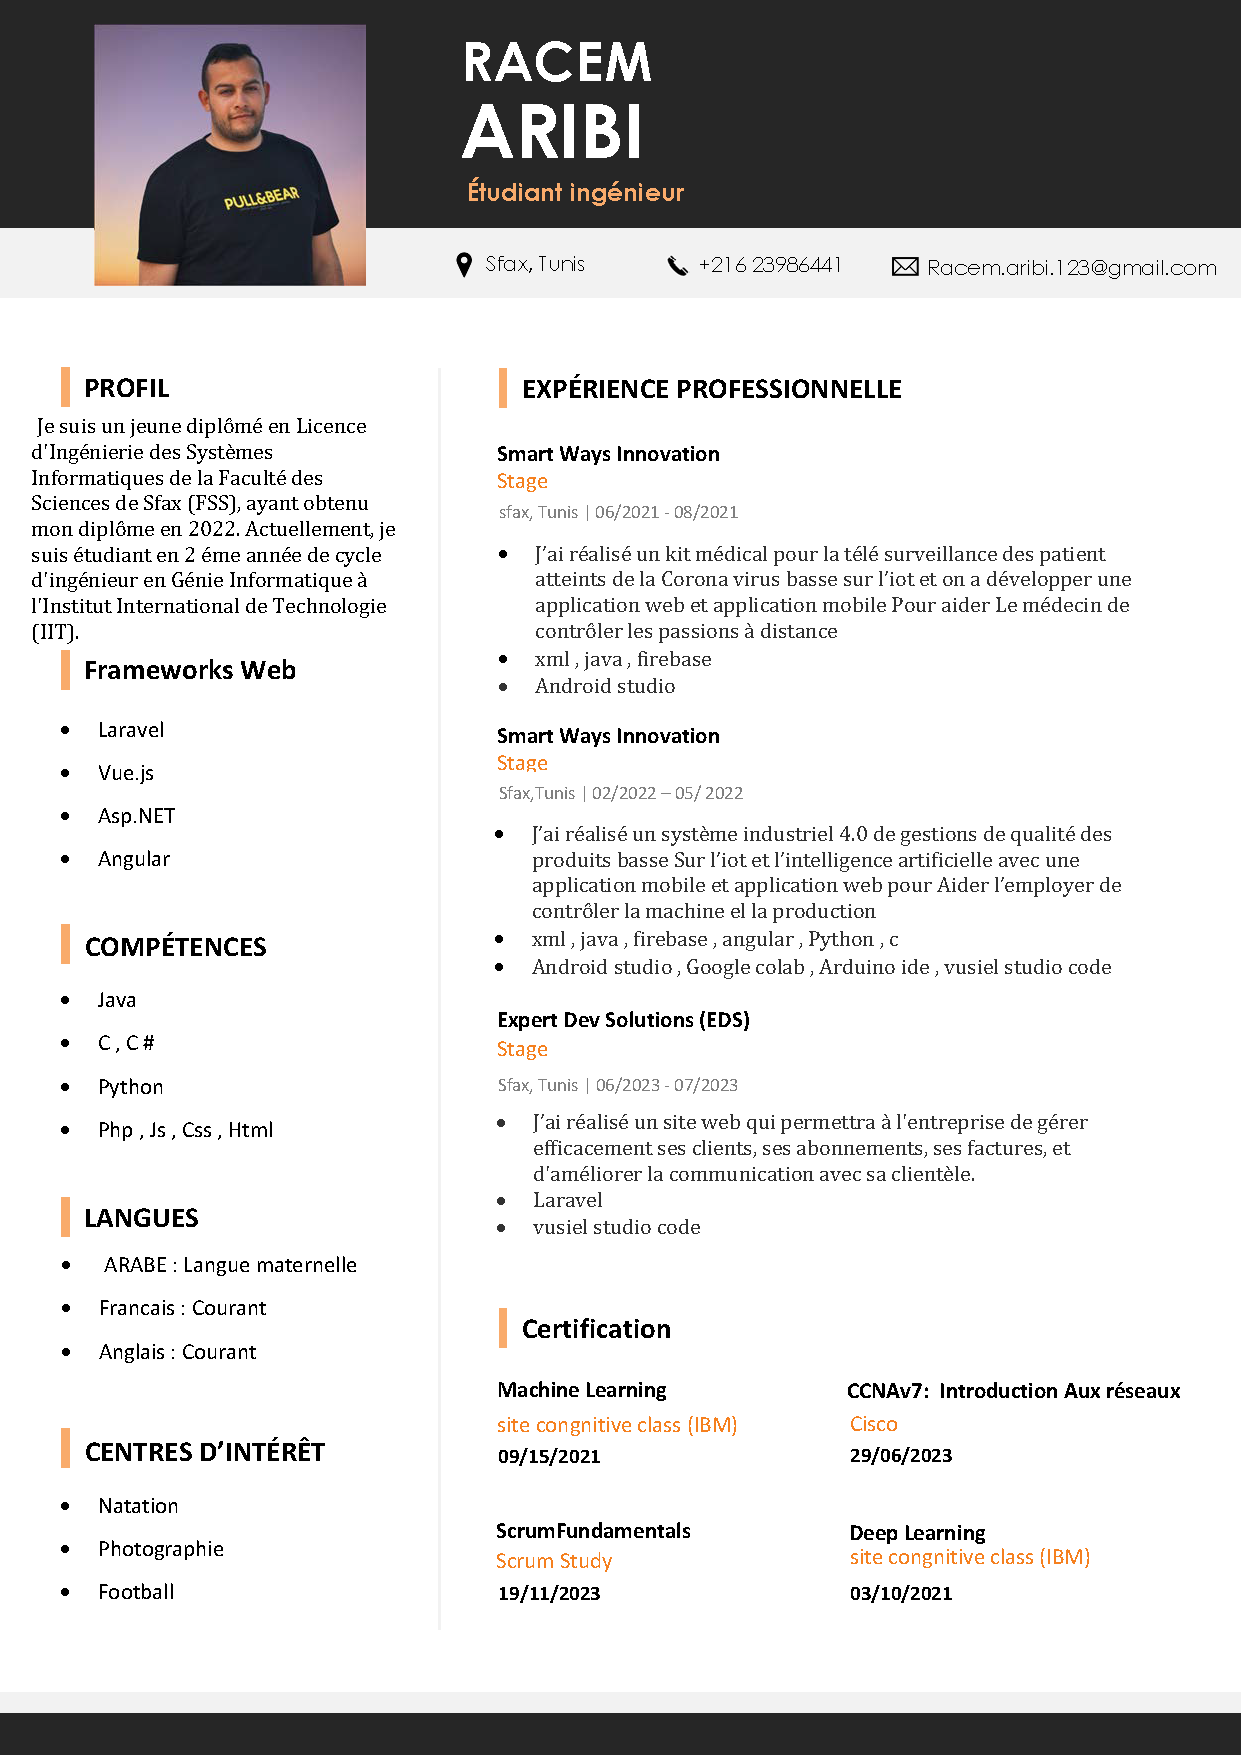 RACEM
ARIBI
Étudiant ingénieur
PULL&BEAR
Sfax, Tunis
+216 23986441
Racem.aribi.123@gmail.com
PROFIL
Je suis un jeune diplômé en Licence
d'Ingénierie des Systèmes
Informatiques de la Faculté des
Sciences de Sfax (FSS), ayant obtenu
mon diplôme en 2022. Actuellement, je
suis étudiant en 2 éme année de cycle
d'ingénieur en Génie Informatique à
l'Institut International de Technologie
(IIT).
Frameworks Web
• Laravel
• Vue.js
• Asp.NET
• Angular
COMPÉTENCES
• Java
• C , C #
• Python
• Php , Js , Css , Html
LANGUES
• ARABE : Langue maternelle
• Francais : Courant
• Anglais : Courant
CENTRES D’INTÉRÊT
• Natation
• Photographie
• Football
EXPÉRIENCE PROFESSIONNELLE
Smart Ways Innovation
Stage
sfax, Tunis | 06/2021 - 08/2021
• J’ai réalisé un kit médical pour la télé surveillance des patient
atteints de la Corona virus basse sur l’iot et on a développer une
application web et application mobile Pour aider Le médecin de
contrôler les passions à distance
• xml , java , firebase
• Android studio
Smart Ways Innovation
Stage
Sfax,Tunis | 02/2022 – 05/ 2022
• J’ai réalisé un système industriel 4.0 de gestions de qualité des
produits basse Sur l’iot et l’intelligence artificielle avec une
application mobile et application web pour Aider l’employer de
contrôler la machine el la production
• xml , java , firebase , angular , Python , c
• Android studio , Google colab , Arduino ide , vusiel studio code
Expert Dev Solutions (EDS)
Stage
Sfax, Tunis | 06/2023 - 07/2023
• J’ai réalisé un site web qui permettra à l'entreprise de gérer
efficacement ses clients, ses abonnements, ses factures, et
d'améliorer la communication avec sa clientèle.
• Laravel
• vusiel studio code
Certification
Machine Learning
site congnitive class (IBM)
09/15/2021
CCNAv7: Introduction Aux réseaux
Cisco
29/06/2023
ScrumFundamentals
Scrum Study
19/11/2023
Deep Learning
site congnitive class (IBM)
03/10/2021